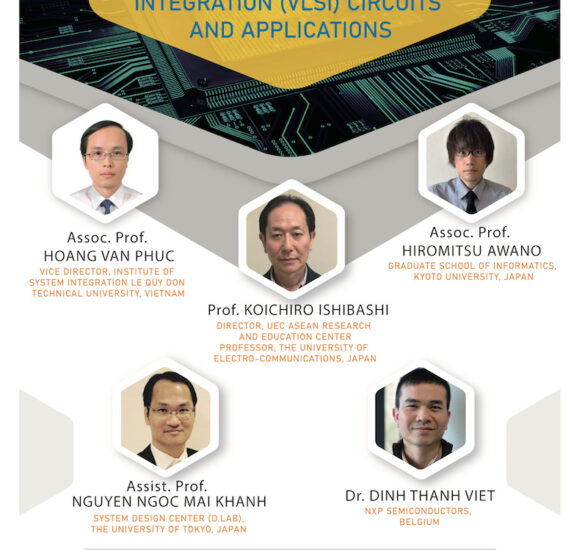 INTEGRATION (VLSI) CIRCUITS
AND APPLICATIONS
Assoc. Prof.
HOANG VAN PHUC
VICE DIRECTOR, INSTITUTE OF
SYSTEM INTEGRATION LE QUY DON
TECHNICAL UNIVERSITY, VIETNAM
Assoc. Prof.
HIROMITSU AWANO
GRADUATE SCHOOL OF INFORMATICS,
KYOTO UNIVERSITY, JAPAN
Prof. KOICHIRO ISHIBASHI
DIRECTOR, UEC ASEAN RESEARCH
AND EDUCATION CENTER
PROFESSOR, THE UNIVERSITY OF
ELECTRO-COMMUNICATIONS, JAPAN
Assist. Prof.
NGUYEN NGOC MAI KHANH
SYSTEM DESIGN CENTER (D.LAB),
THE UNIVERSITY OF TOKYO, JAPAN
Dr. DINH THANH VIET
NXP SEMICONDUCTORS,
BELGIUM